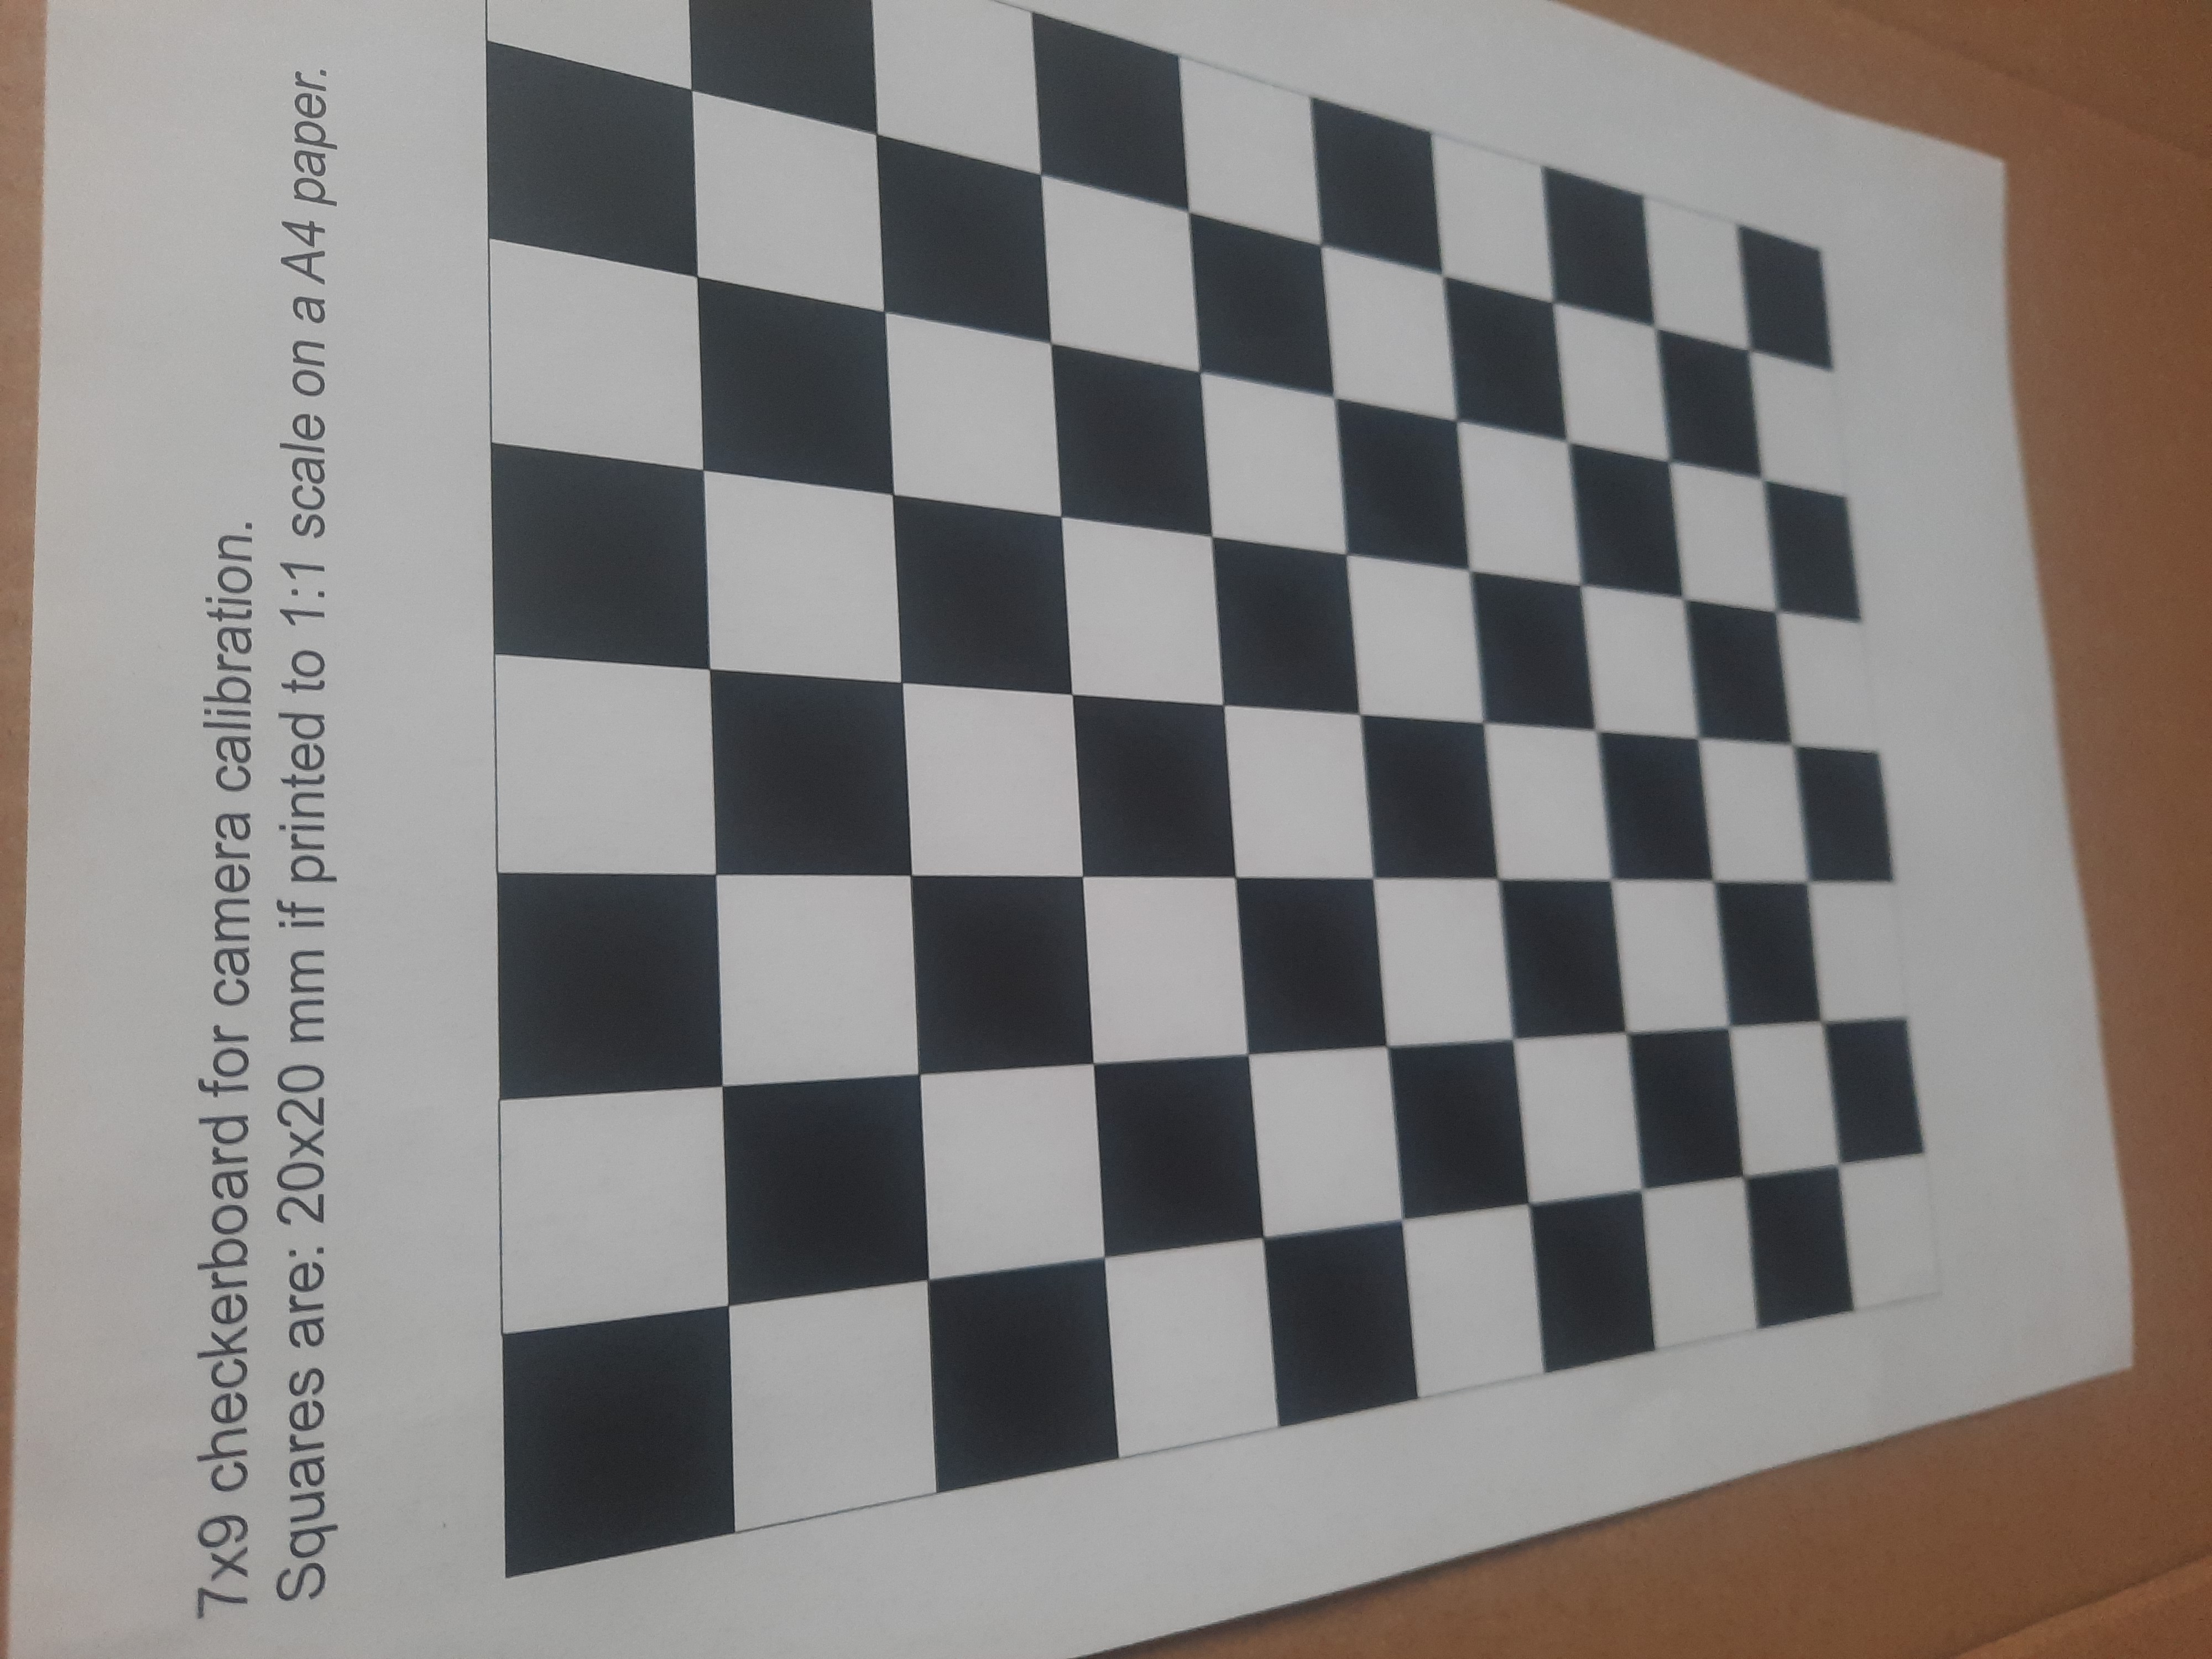 7x9 checkerboard for camera calibration.
Squares are: 20x20 mm if printed to 1:1 scale on a A4 paper.